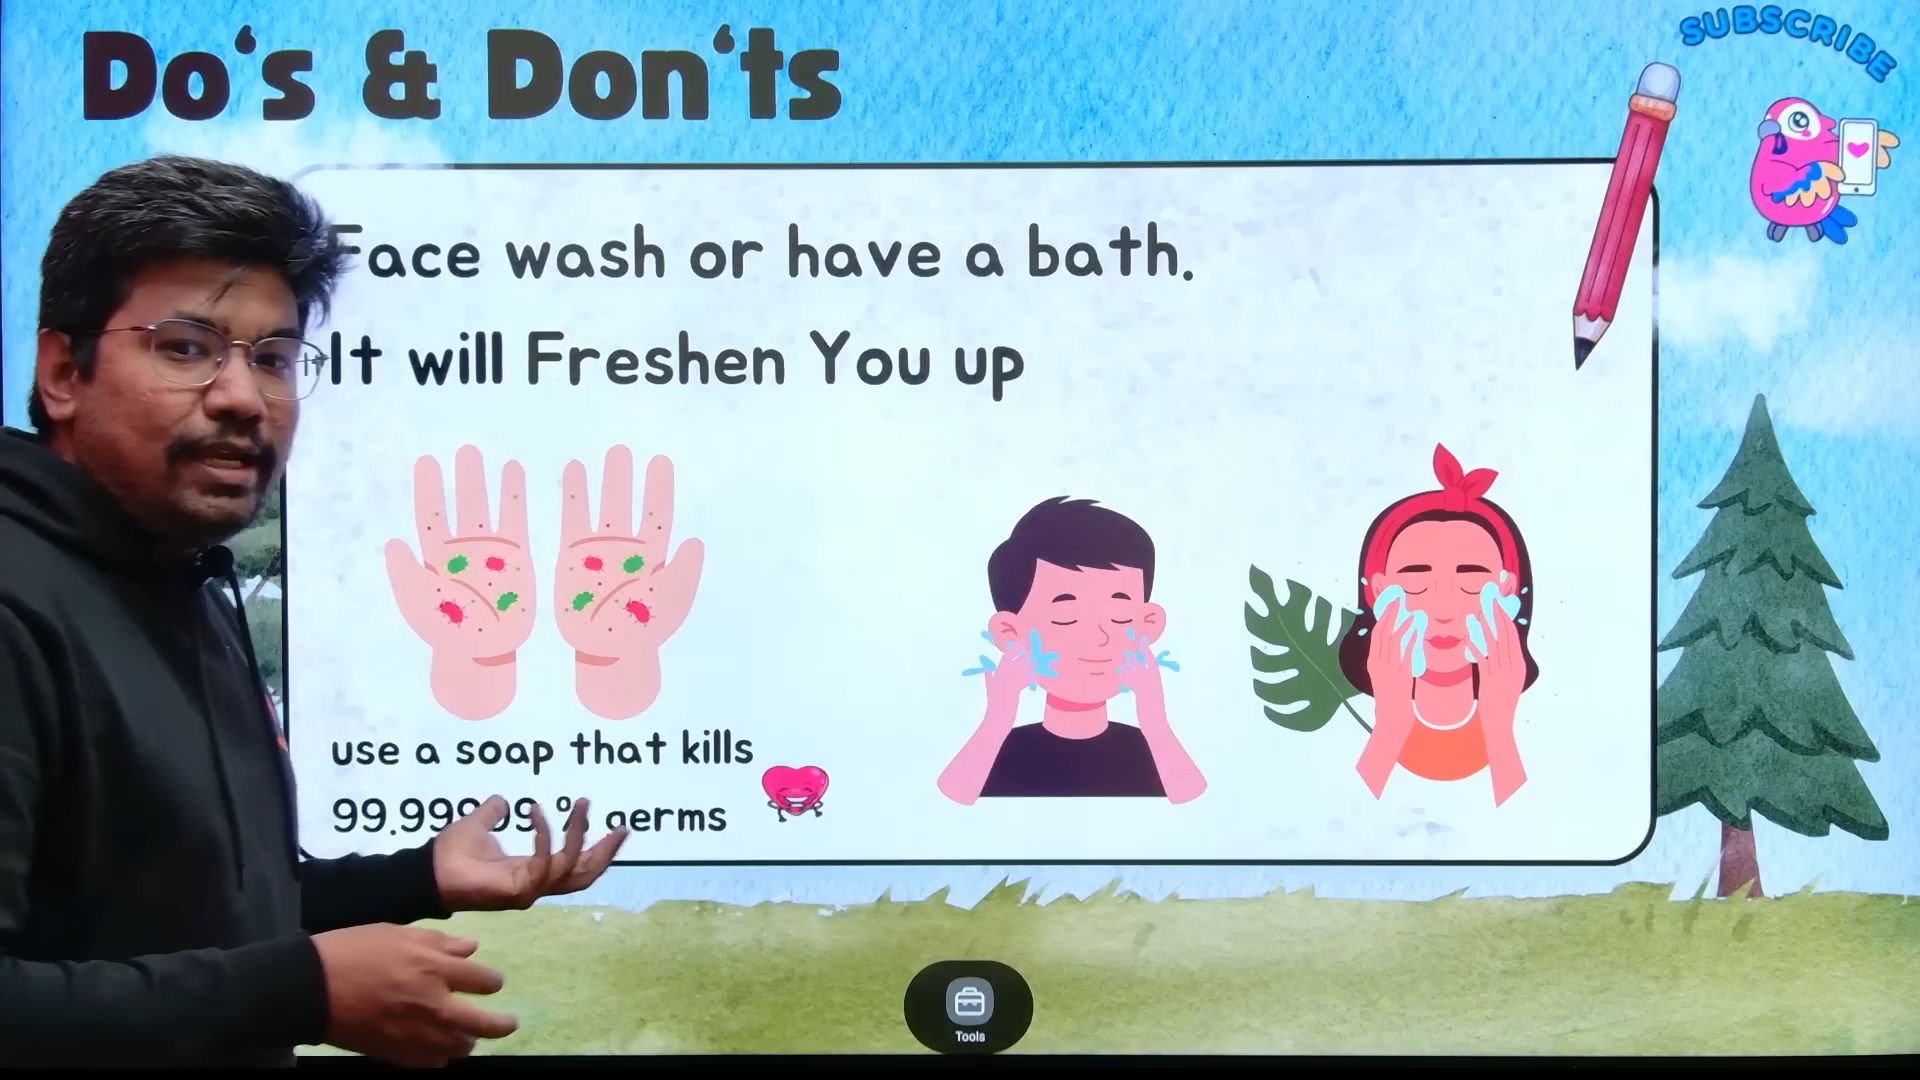 Do's & Don'ts
SUBSCRIBE
Face wash or have a bath.
It will Freshen You up
use a soap that kills
99.99999 % germs
Tools